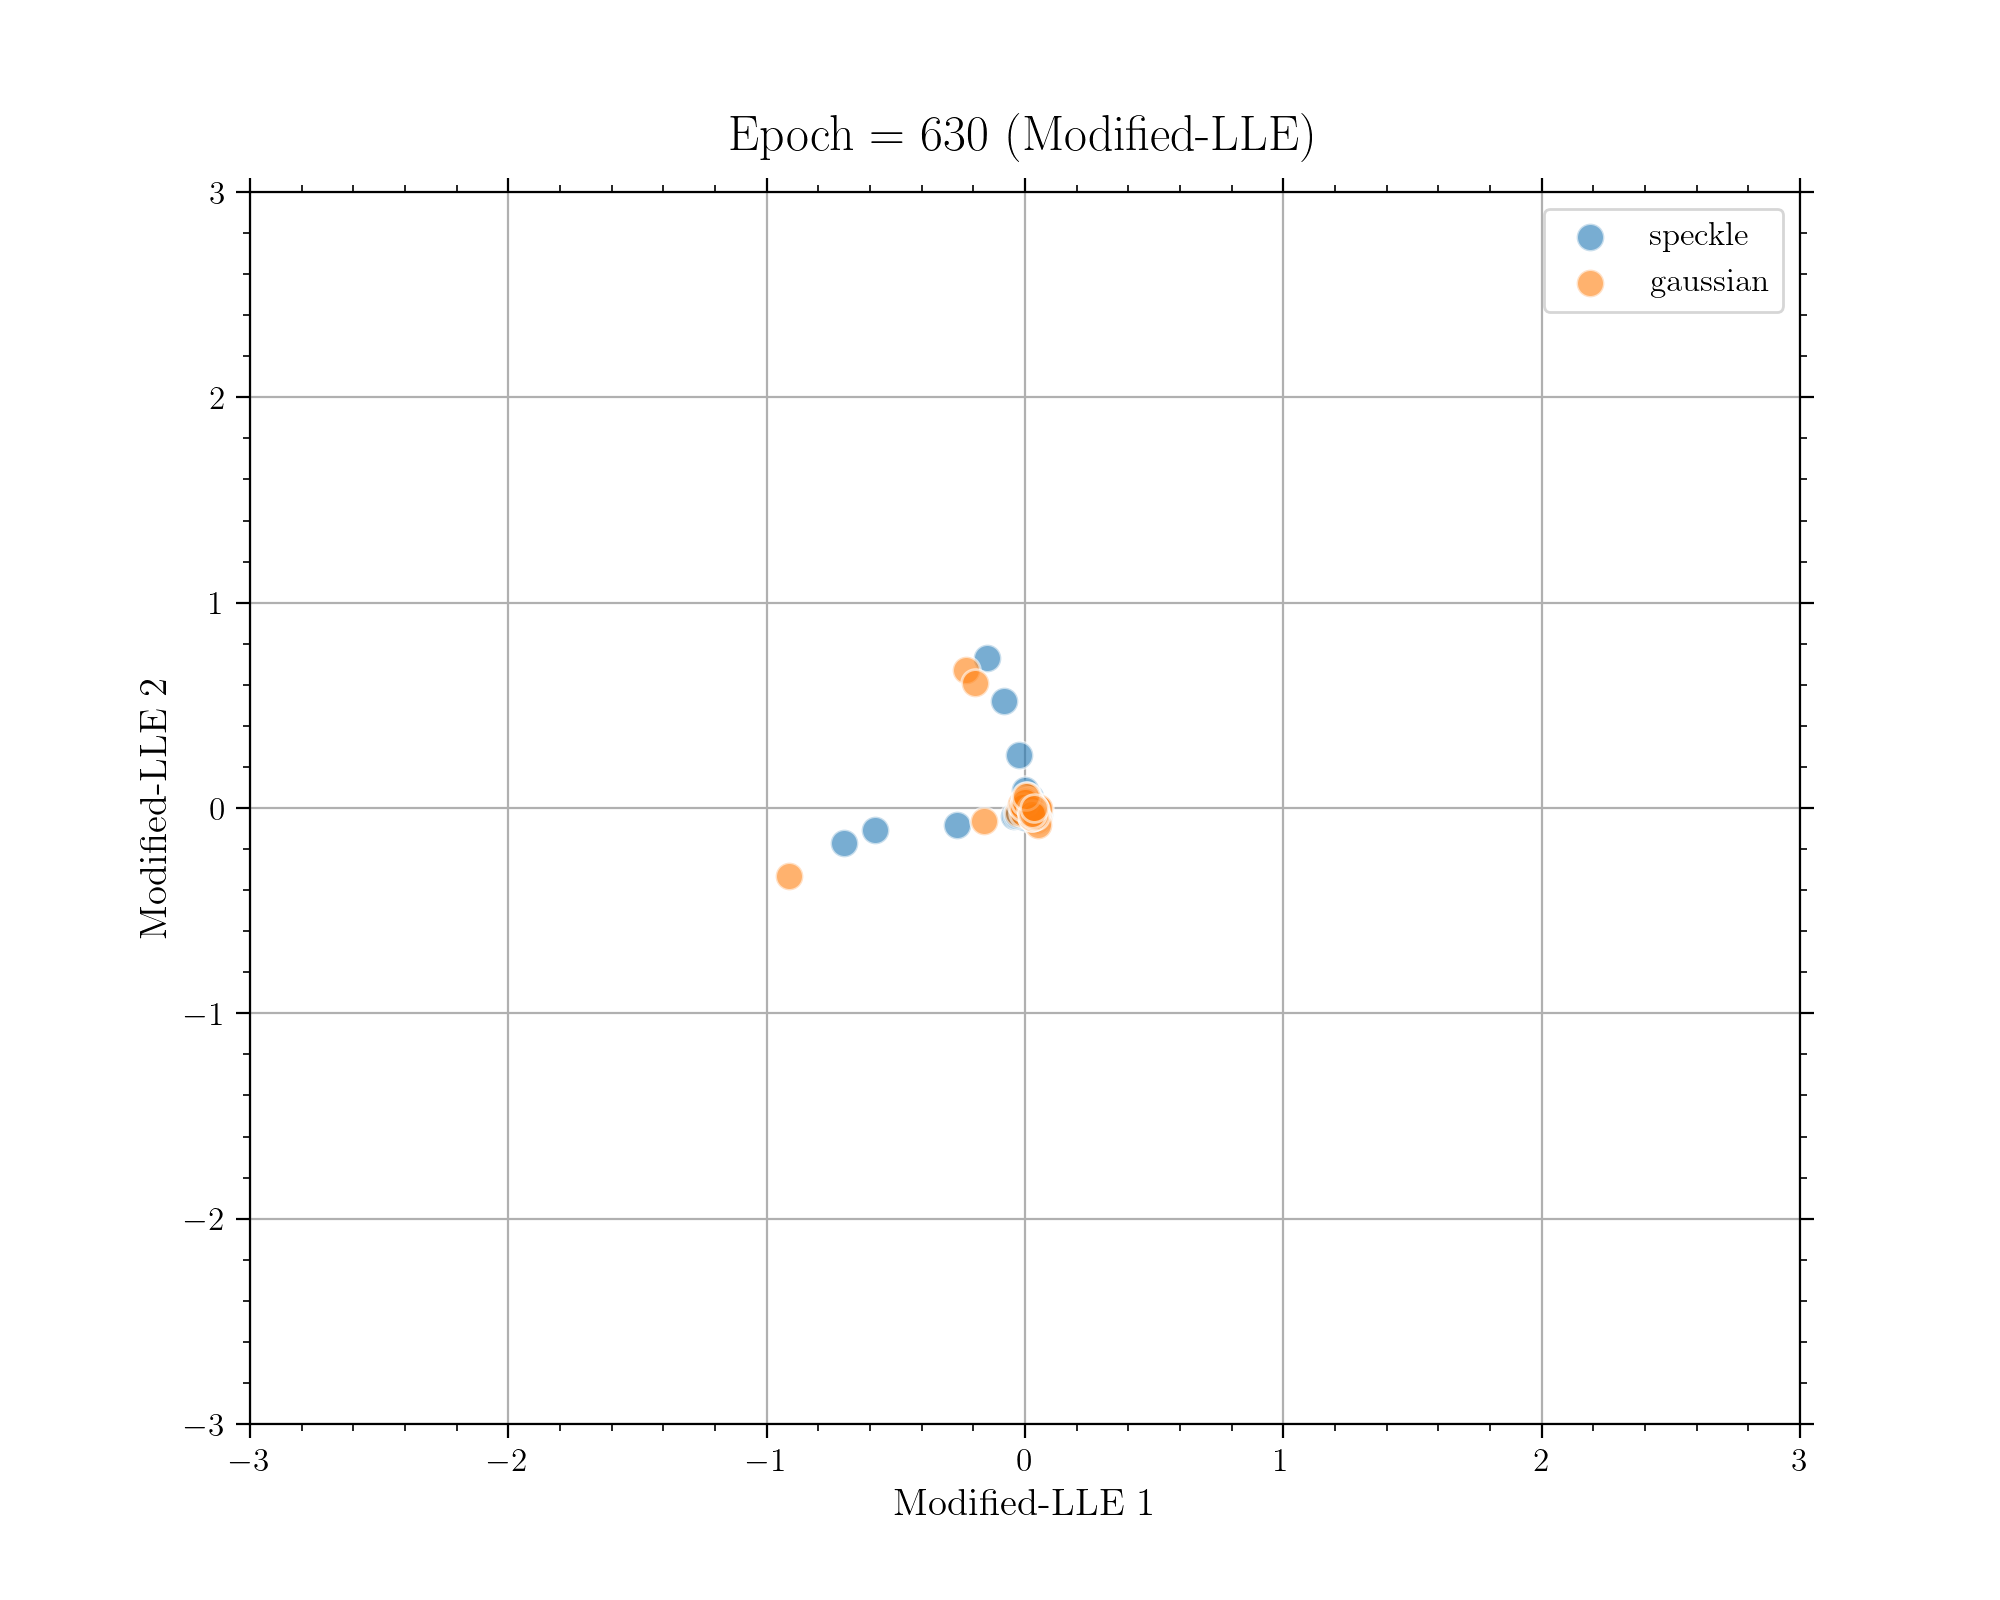 Epoch = 630 (Modified-LLE)
speckle
gaussian
3
2
1
0
−1
−2
−3
Modified-LLE 2
−3
−2
−1
0
1
2
3
Modified-LLE 1